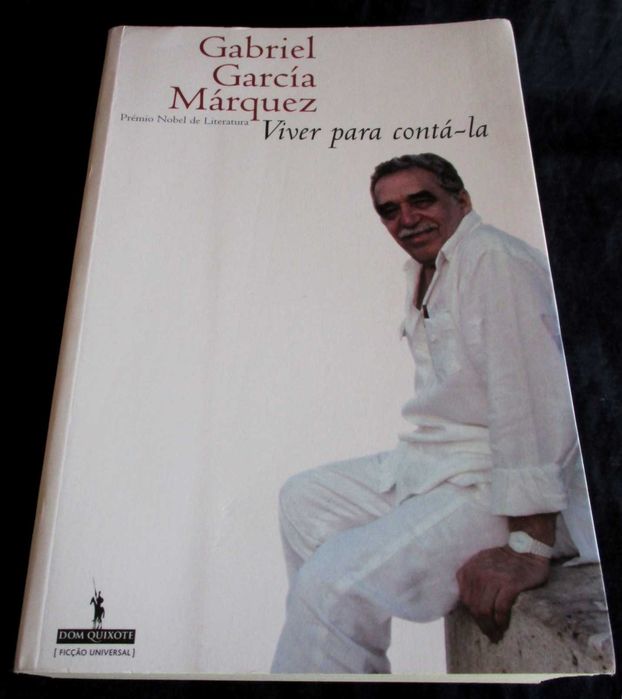 Gabriel
García
Márquez
Prémio Nobel de Literatura
Viver para contá-la
DOM QUIXOTE
[ FICÇÃO UNIVERSAL ]